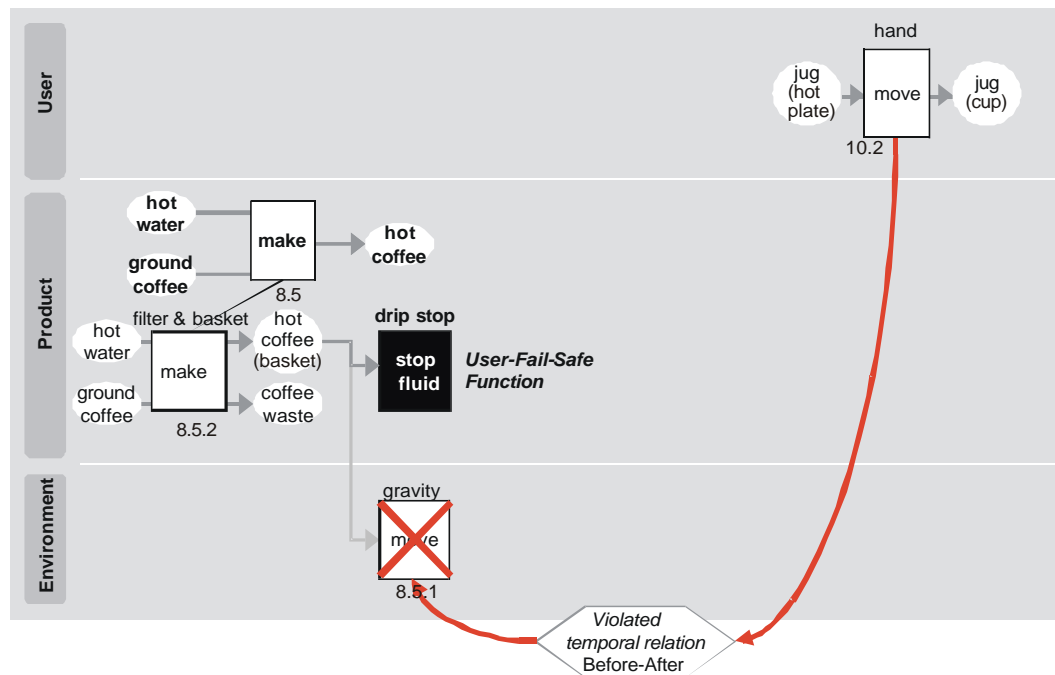 User
hand
jug
(hot
plate)
move
jug
(cup)
10.2
Product
hot
water
make
hot
coffee
ground
coffee
8.5
filter & basket
hot
water
make
hot
coffee
(basket)
ground
coffee
coffee
waste
8.5.2
drip stop
stop
fluid
User-Fail-Safe
Function
Environment
gravity
move
8.5.1
Violated
temporal relation
Before-After